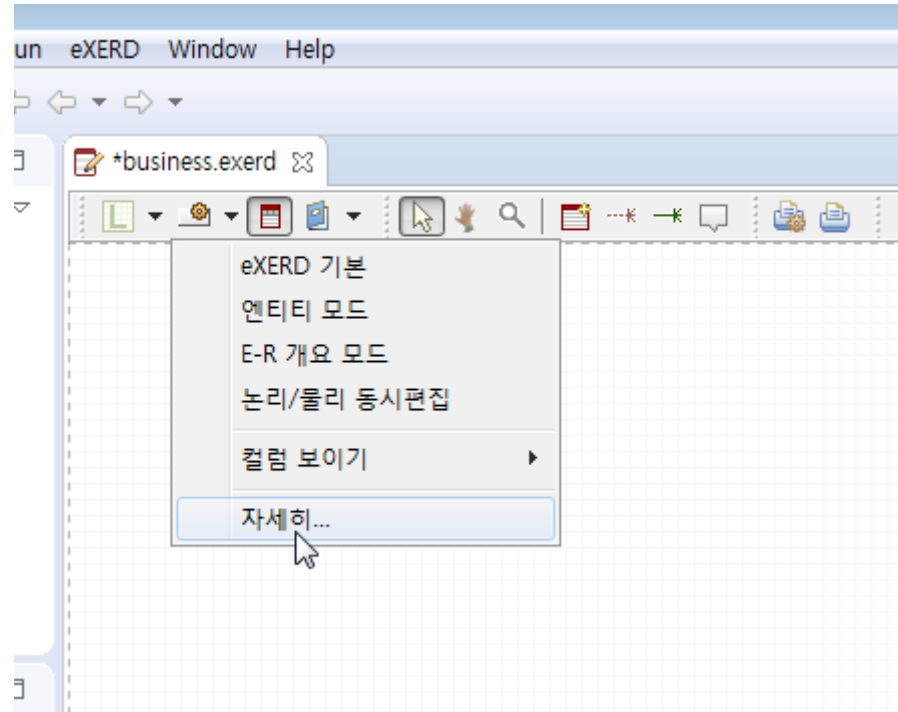 un eXERD Window Help
*business.exerd
L
eXERD 기본
엔티티 모드
E-R 개요 모드
논리/물리 동시편집
컬럼 보이기
자세히...